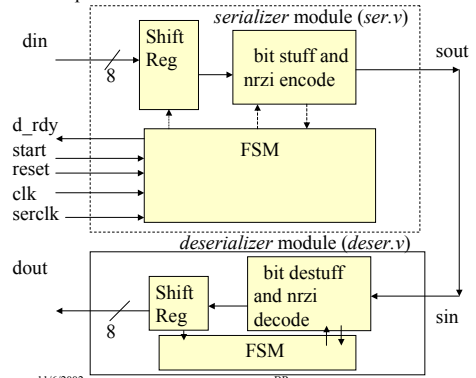 serializer module (ser.v)
din
8
Shift
Reg
bit stuff and
nrzi encode
sout
d_rdy
start
reset
clk
serclk
FSM
deserializer module (deser.v)
dout
8
Shift
Reg
bit destuff
and nrzi
decode
sin
FSM